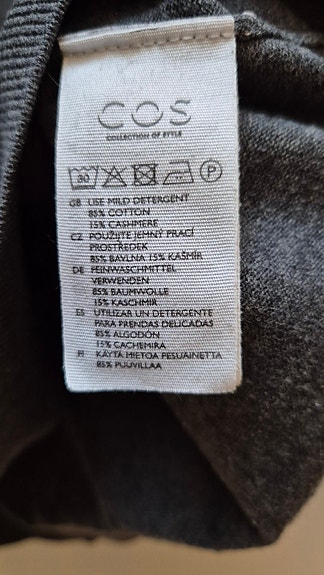 COS
COLLECTION OF STYLE
30 P
GB USE MILD DETERGENT
85% COTTON
15% CASHMERE
CZ POUŽIJTE JEMNÝ PRACÍ
PROSTŘEDEK
85% BAVLNA 15% KAŠMÍR
DE FEINWASCHMITTEL
VERWENDEN
85% BAUMWOLLE
15% KASCHMIR
ES UTILIZAR UN DETERGENTE
PARA PRENDAS DELICADAS
85% ALGODÓN
15% CACHEMIRA
FI KÄYTÄ MIETOA PESUAINETTA
85% PUUVILLAA